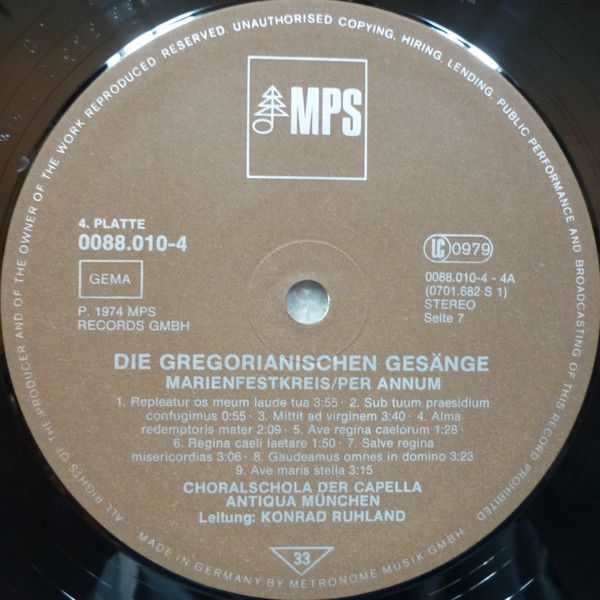 ALL RIGHTS OF THE PRODUCER AND OF THE OWNER OF THE WORK REPRODUCED RESERVED. UNAUTHORISED COPYING, HIRING, LENDING, PUBLIC PERFORMANCE AND BROADCASTING OF THIS RECORD PROHIBITED
MPS
4. PLATTE
0088.010-4
GEMA
P. 1974 MPS
RECORDS GMBH
LC 0979
0088.010-4 - 4A
(0701.682 S 1)
STEREO
Seite 7
DIE GREGORIANISCHEN GESÄNGE
MARIENFESTKREIS/PER ANNUM
1. Repleatur os meum laude tua 3:55 · 2. Sub tuum praesidium
confugimus 0:55 · 3. Mittit ad virginem 3:40 · 4. Alma
redemptoris mater 2:09 · 5. Ave regina caelorum 1:28 ·
6. Regina caeli laetare 1:50 · 7. Salve regina
misericordias 3:06 · 8. Gaudeamus omnes in domino 3:23
9. Ave maris stella 3:15
CHORALSCHOLA DER CAPELLA
ANTIQUA MÜNCHEN
Leitung: KONRAD RUHLAND
33
MADE IN GERMANY BY METRONOME MUSIK GMBH